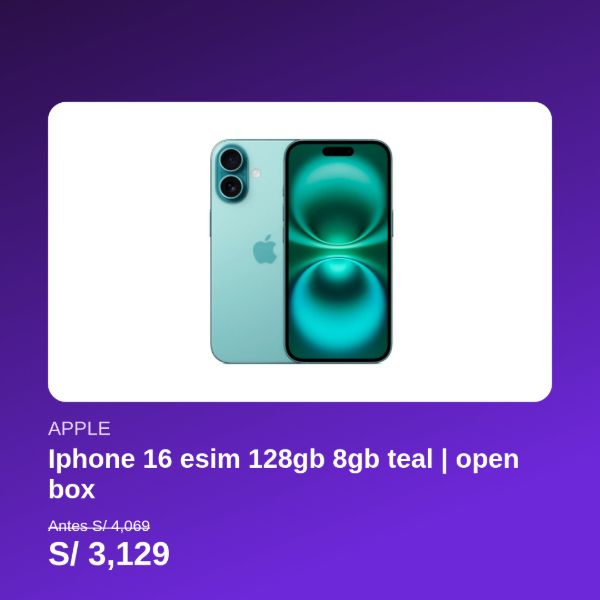 APPLE
Iphone 16 esim 128gb 8gb teal | open
box
Antes S/ 4,069
S/ 3,129